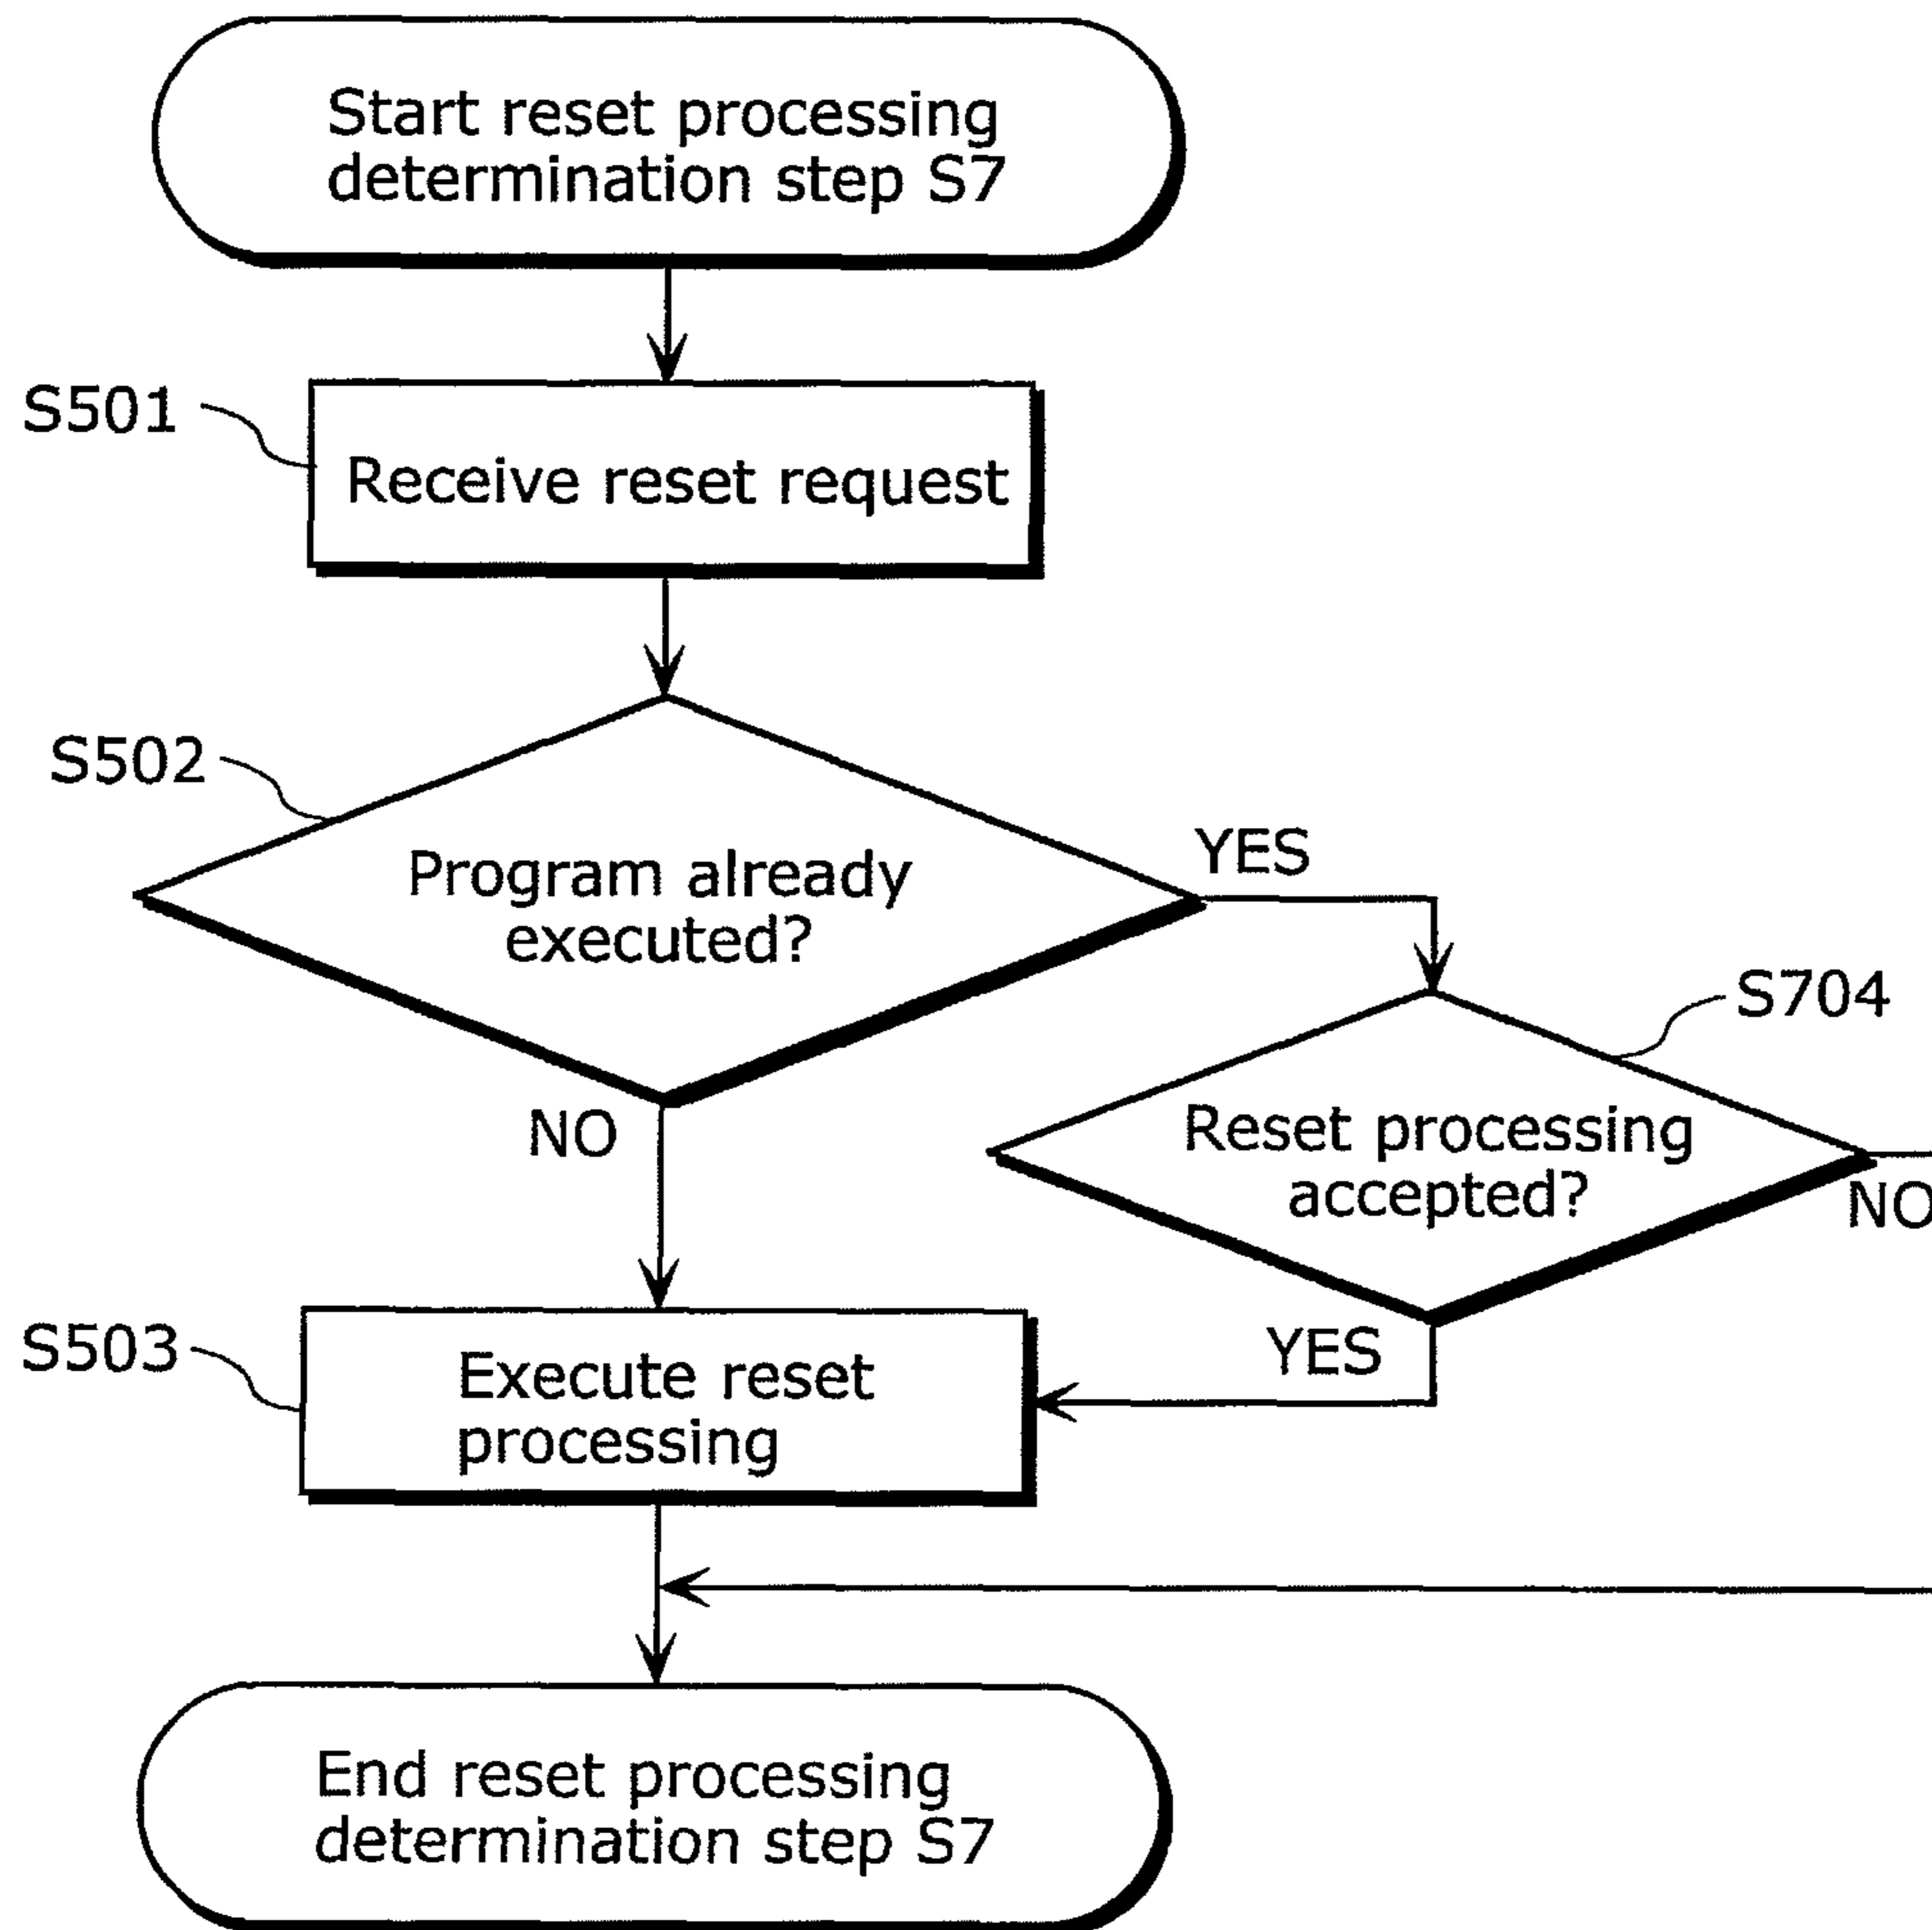 Start reset processing
determination step S7
S501
Receive reset request
S502
Program already
executed?
YES
S704
NO
Reset processing
accepted?
NO
S503
Execute reset
processing
YES
End reset processing
determination step S7